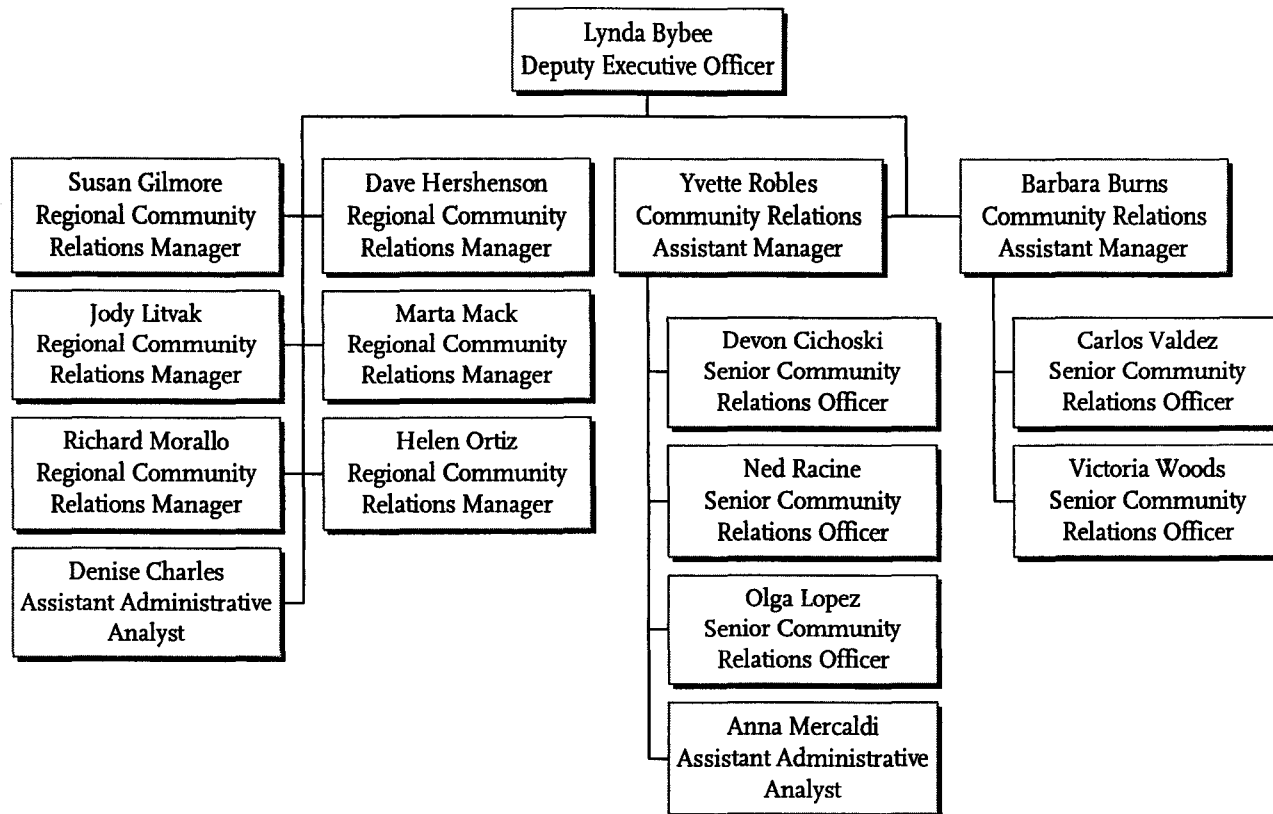 Lynda Bybee
Deputy Executive Officer
Susan Gilmore
Regional Community
Relations Manager
Dave Hershenson
Regional Community
Relations Manager
Yvette Robles
Community Relations
Assistant Manager
Barbara Burns
Community Relations
Assistant Manager
Jody Litvak
Regional Community
Relations Manager
Marta Mack
Regional Community
Relations Manager
Devon Cichoski
Senior Community
Relations Officer
Carlos Valdez
Senior Community
Relations Officer
Richard Morallo
Regional Community
Relations Manager
Helen Ortiz
Regional Community
Relations Manager
Ned Racine
Senior Community
Relations Officer
Victoria Woods
Senior Community
Relations Officer
Denise Charles
Assistant Administrative
Analyst
Olga Lopez
Senior Community
Relations Officer
Anna Mercaldi
Assistant Administrative
Analyst